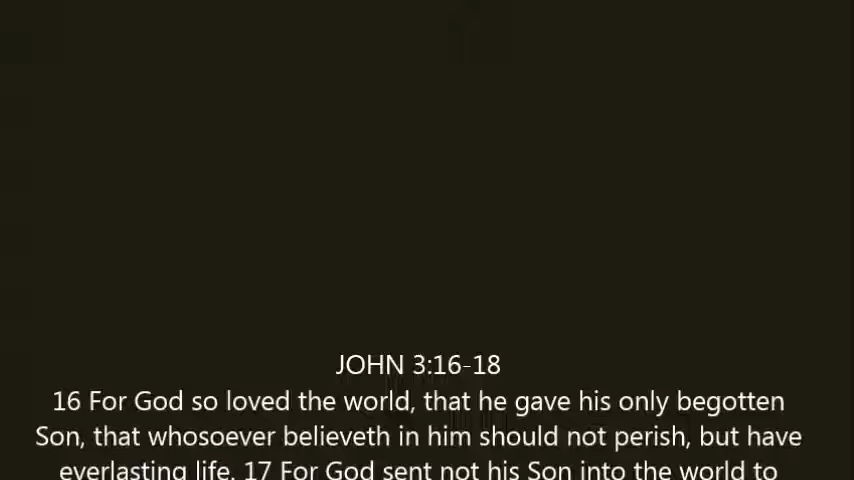 JOHN 3:16-18
16 For God so loved the world, that he gave his only begotten
Son, that whosoever believeth in him should not perish, but have
everlasting life. 17 For God sent not his Son into the world to